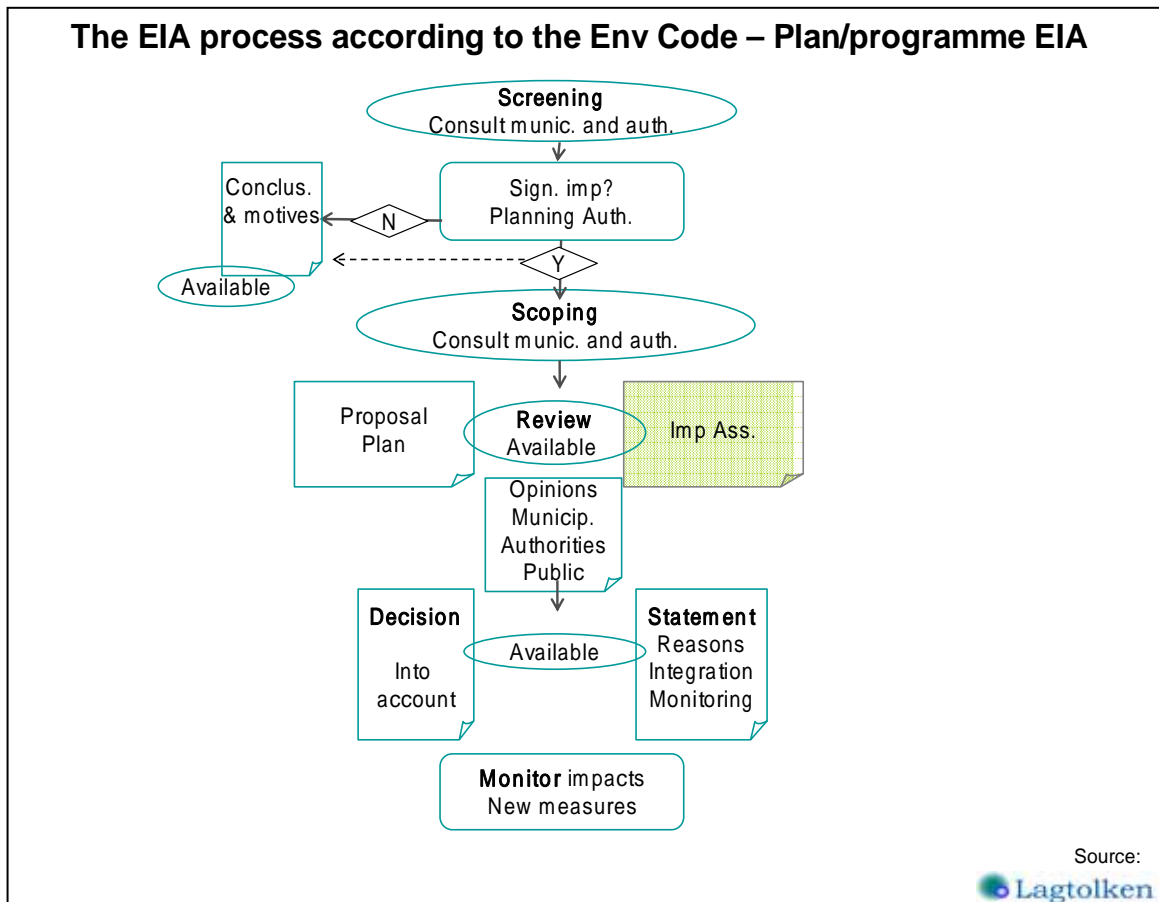 The EIA process according to the Env Code – Plan/programme EIA
Screening
Consult munic. and auth.
Conclus.
& motives
N
Sign. imp?
Planning Auth.
Y
Available
Scoping
Consult munic. and auth.
Proposal
Plan
Review
Available
Imp Ass.
Opinions
Municip.
Authorities
Public
Decision
Into
account
Available
Statement
Reasons
Integration
Monitoring
Monitor impacts
New measures
Source:
Lagtolken